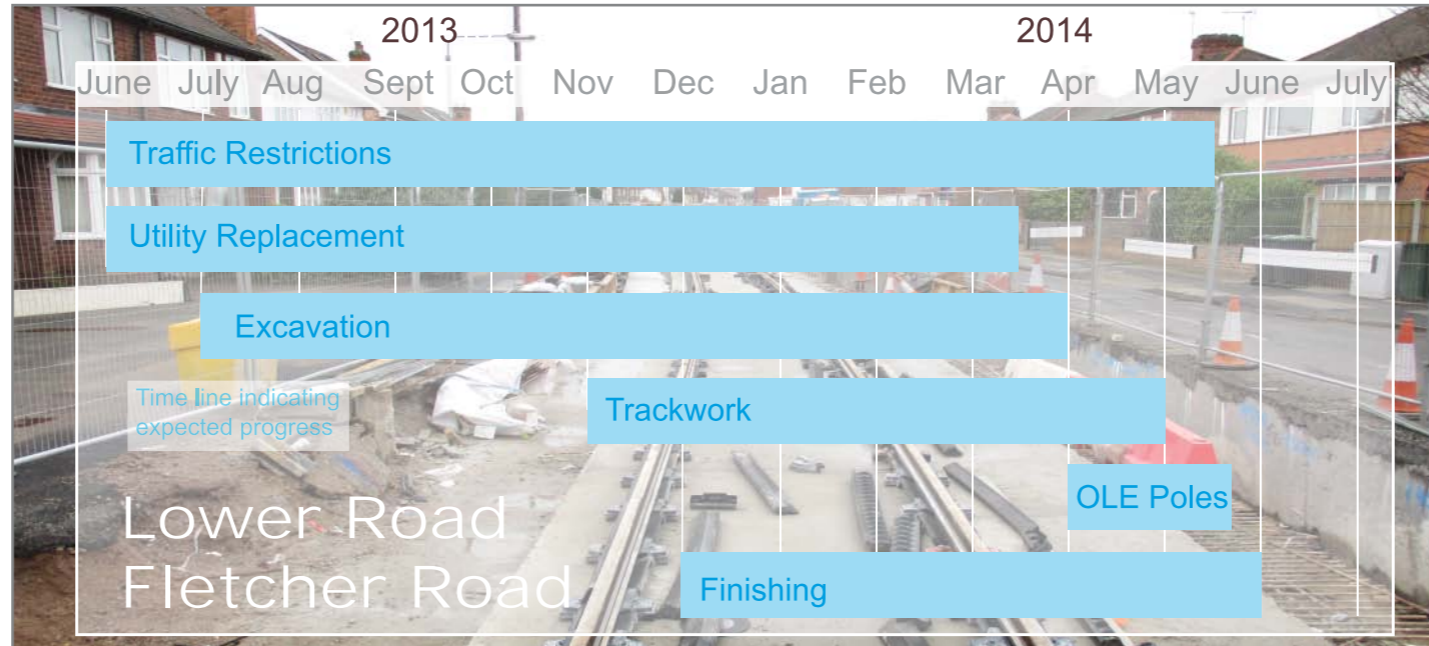 2013 2014
June July Aug Sept Oct Nov Dec Jan Feb Mar Apr May June July
Traffic Restrictions
Utility Replacement
Excavation
Time line indicating
expected progress
Trackwork
OLE Poles
Lower Road
Fletcher Road
Finishing